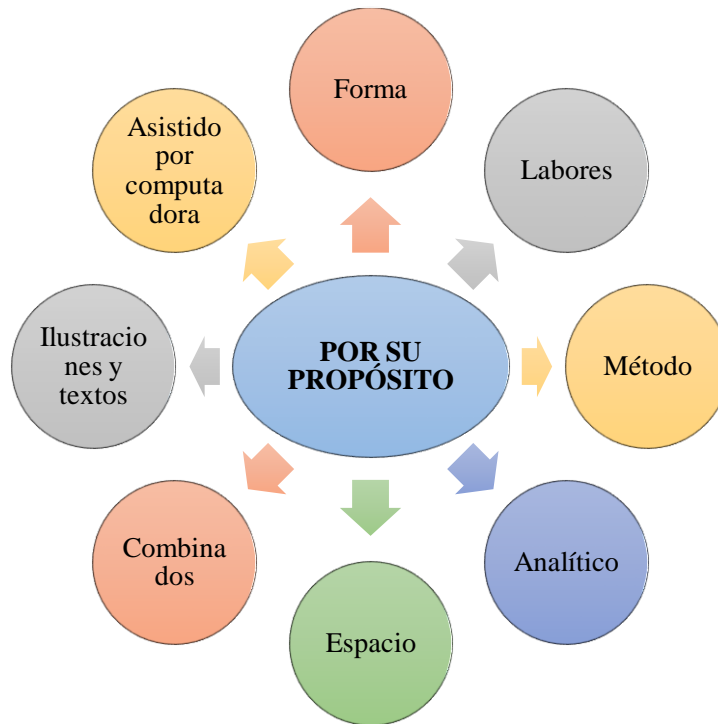 Forma
Labores
Método
Analítico
Espacio
Combina
dos
Ilustracio
nes y
textos
Asistido
por
computa
dora
POR SU
PROPÓSITO